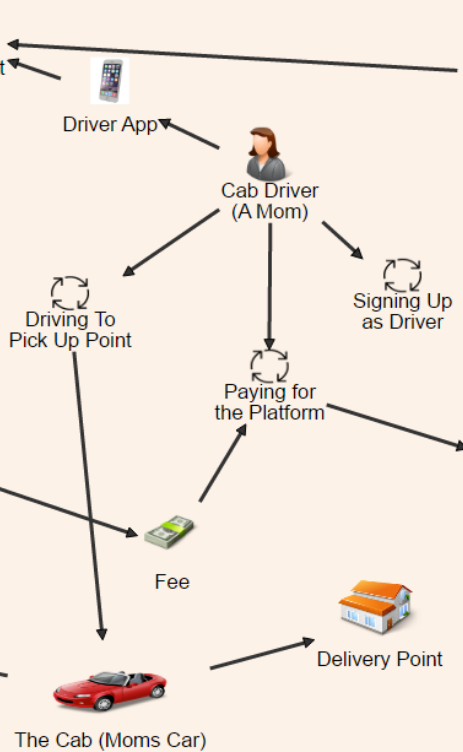 t
Driver App
Cab Driver
(A Mom)
Driving To
Pick Up Point
Signing Up
as Driver
Paying for
the Platform
Fee
Delivery Point
The Cab (Moms Car)